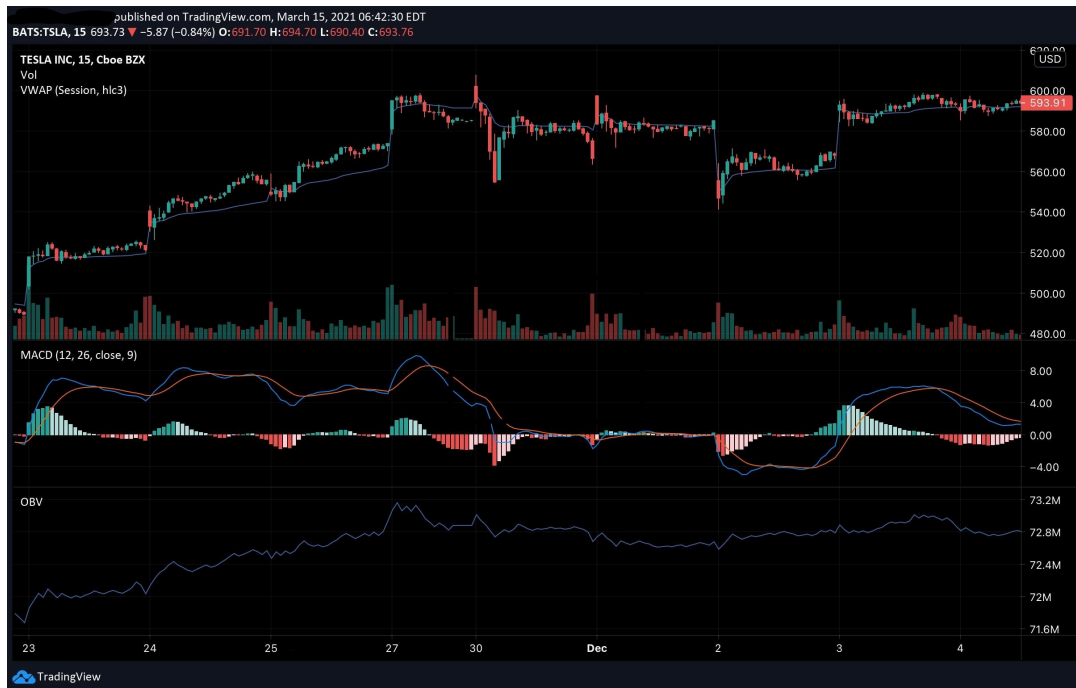 published on TradingView.com, March 15, 2021 06:42:30 EDT
BATS:TSLA, 15 693.73 ▼ −5.87 (−0.84%) O:691.70 H:694.70 L:690.40 C:693.76
TESLA INC, 15, Cboe BZX
Vol
VWAP (Session, hlc3)
620.00
USD
600.00
593.91
580.00
560.00
540.00
520.00
500.00
480.00
MACD (12, 26, close, 9)
8.00
4.00
0.00
−4.00
OBV
73.2M
72.8M
72.4M
72M
71.6M
23 24 25 27 30 Dec 2 3 4
TradingView